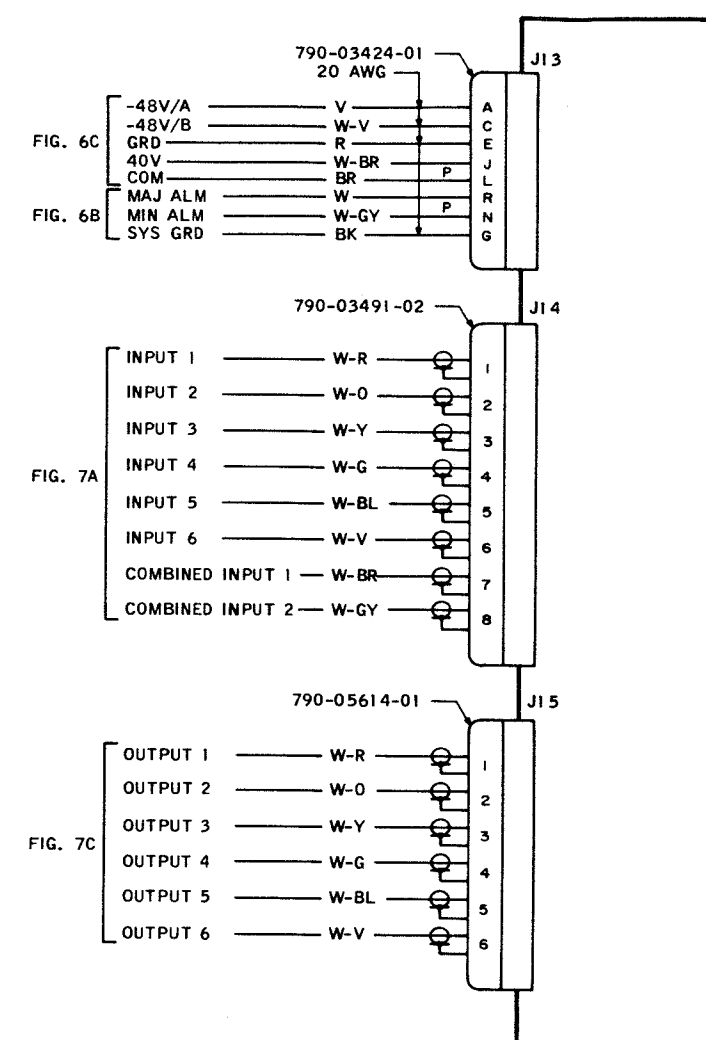 790-03424-01
J13
20 AWG
-48V/A V A
-48V/B W-V C
FIG. 6C GRD R E
40V W-BR J
COM BR P L
MAJ ALM W R
FIG. 6B MIN ALM W-GY P N
SYS GRD BK G
790-03491-02
J14
INPUT 1 W-R 1
INPUT 2 W-O 2
INPUT 3 W-Y 3
INPUT 4 W-G 4
FIG. 7A
INPUT 5 W-BL 5
INPUT 6 W-V 6
COMBINED INPUT 1 W-BR 7
COMBINED INPUT 2 W-GY 8
790-05614-01
J15
OUTPUT 1 W-R 1
OUTPUT 2 W-O 2
OUTPUT 3 W-Y 3
FIG. 7C
OUTPUT 4 W-G 4
OUTPUT 5 W-BL 5
OUTPUT 6 W-V 6